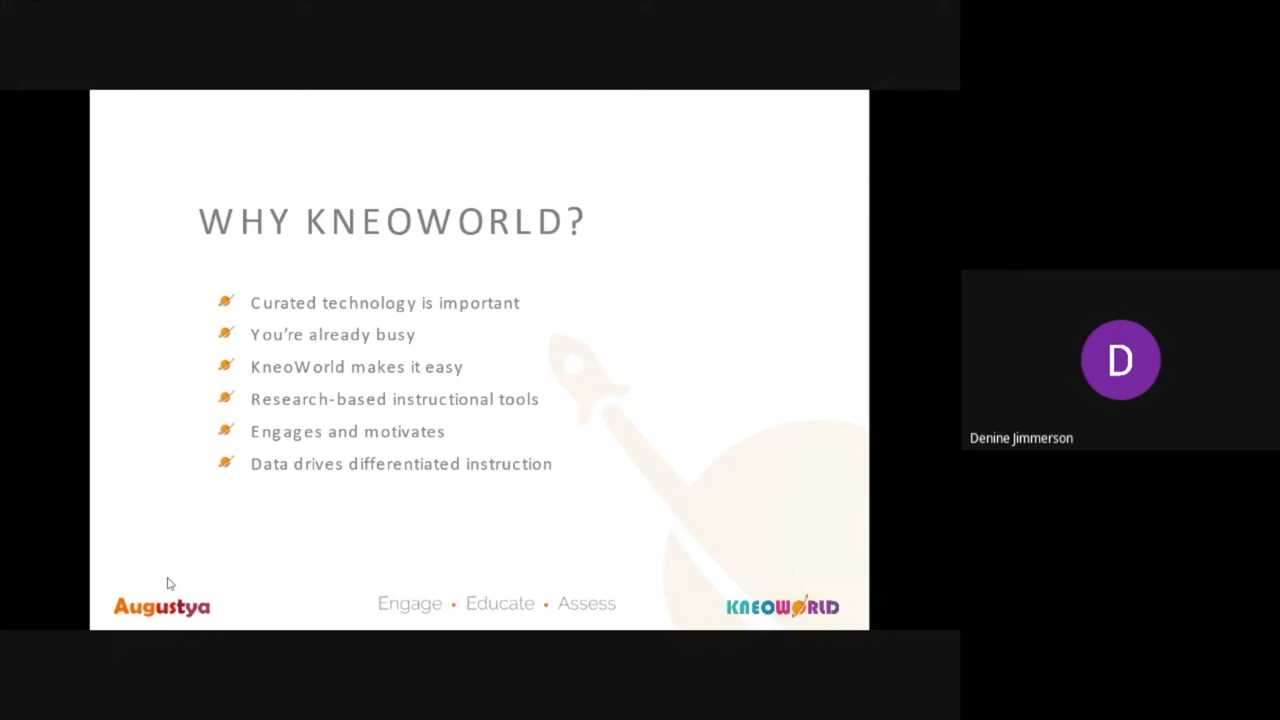 WHY KNEOWORLD?
Curated technology is important
You're already busy
KneoWorld makes it easy
Research-based instructional tools
Engages and motivates
Data drives differentiated instruction
Augustya
Engage • Educate • Assess
KNEOWORLD
D
Denine Jimmerson